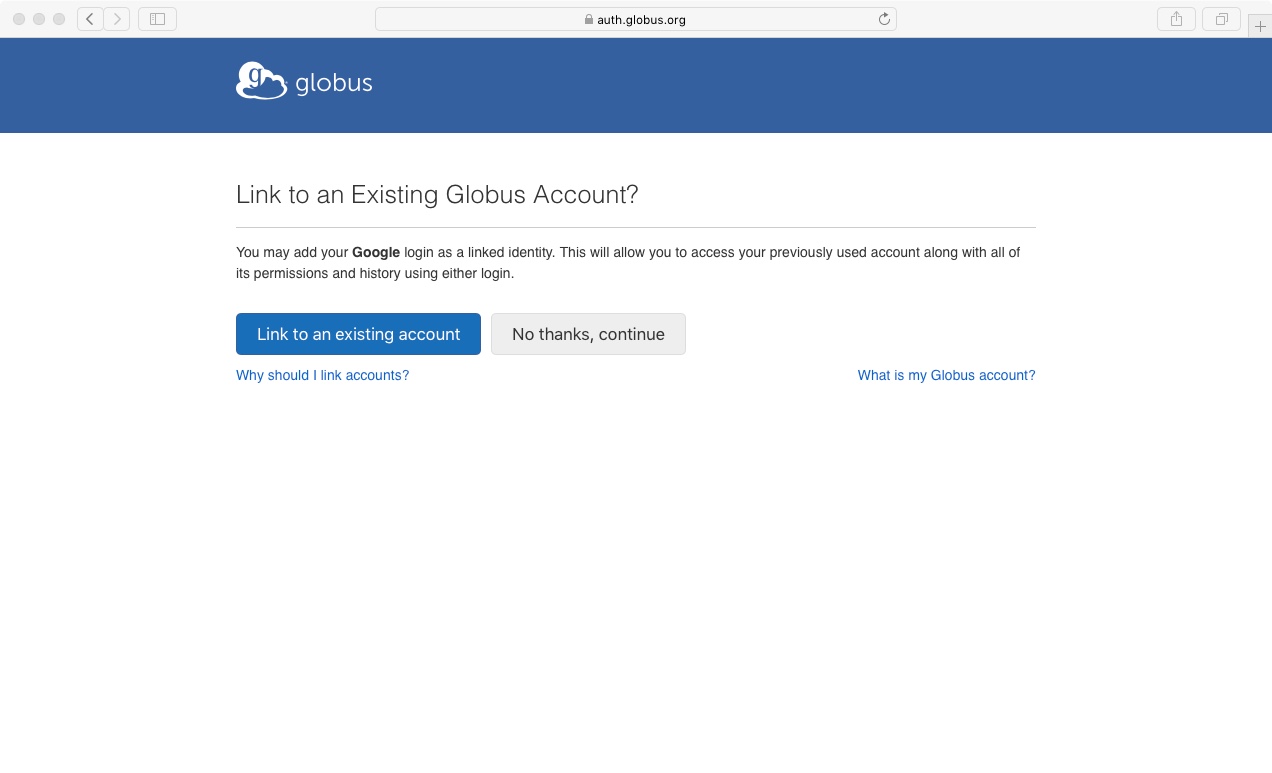 auth.globus.org
g globus
Link to an Existing Globus Account?
You may add your Google login as a linked identity. This will allow you to access your previously used account along with all of
its permissions and history using either login.
Link to an existing account No thanks, continue
Why should I link accounts? What is my Globus account?